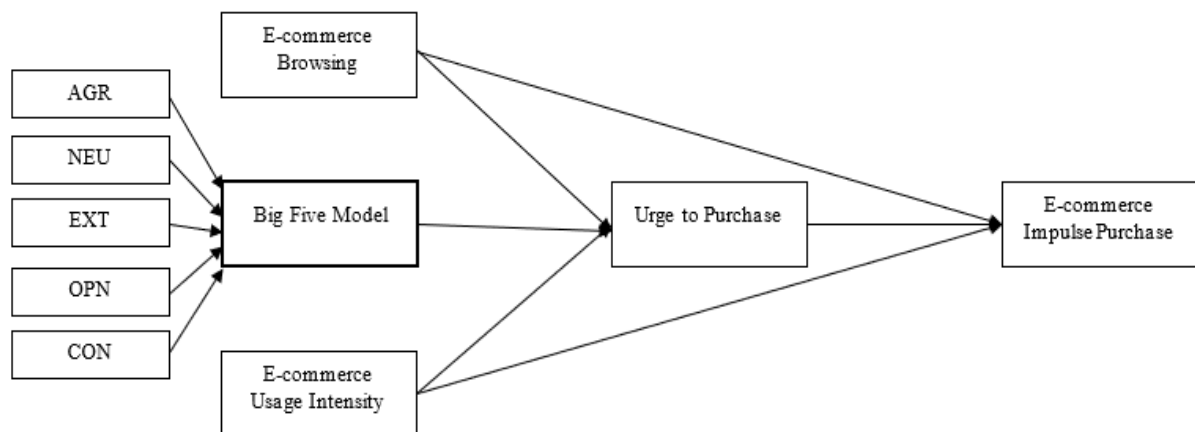 E-commerce
Browsing
AGR
NEU
EXT
OPN
CON
Big Five Model
Urge to Purchase
E-commerce
Impulse Purchase
E-commerce
Usage Intensity